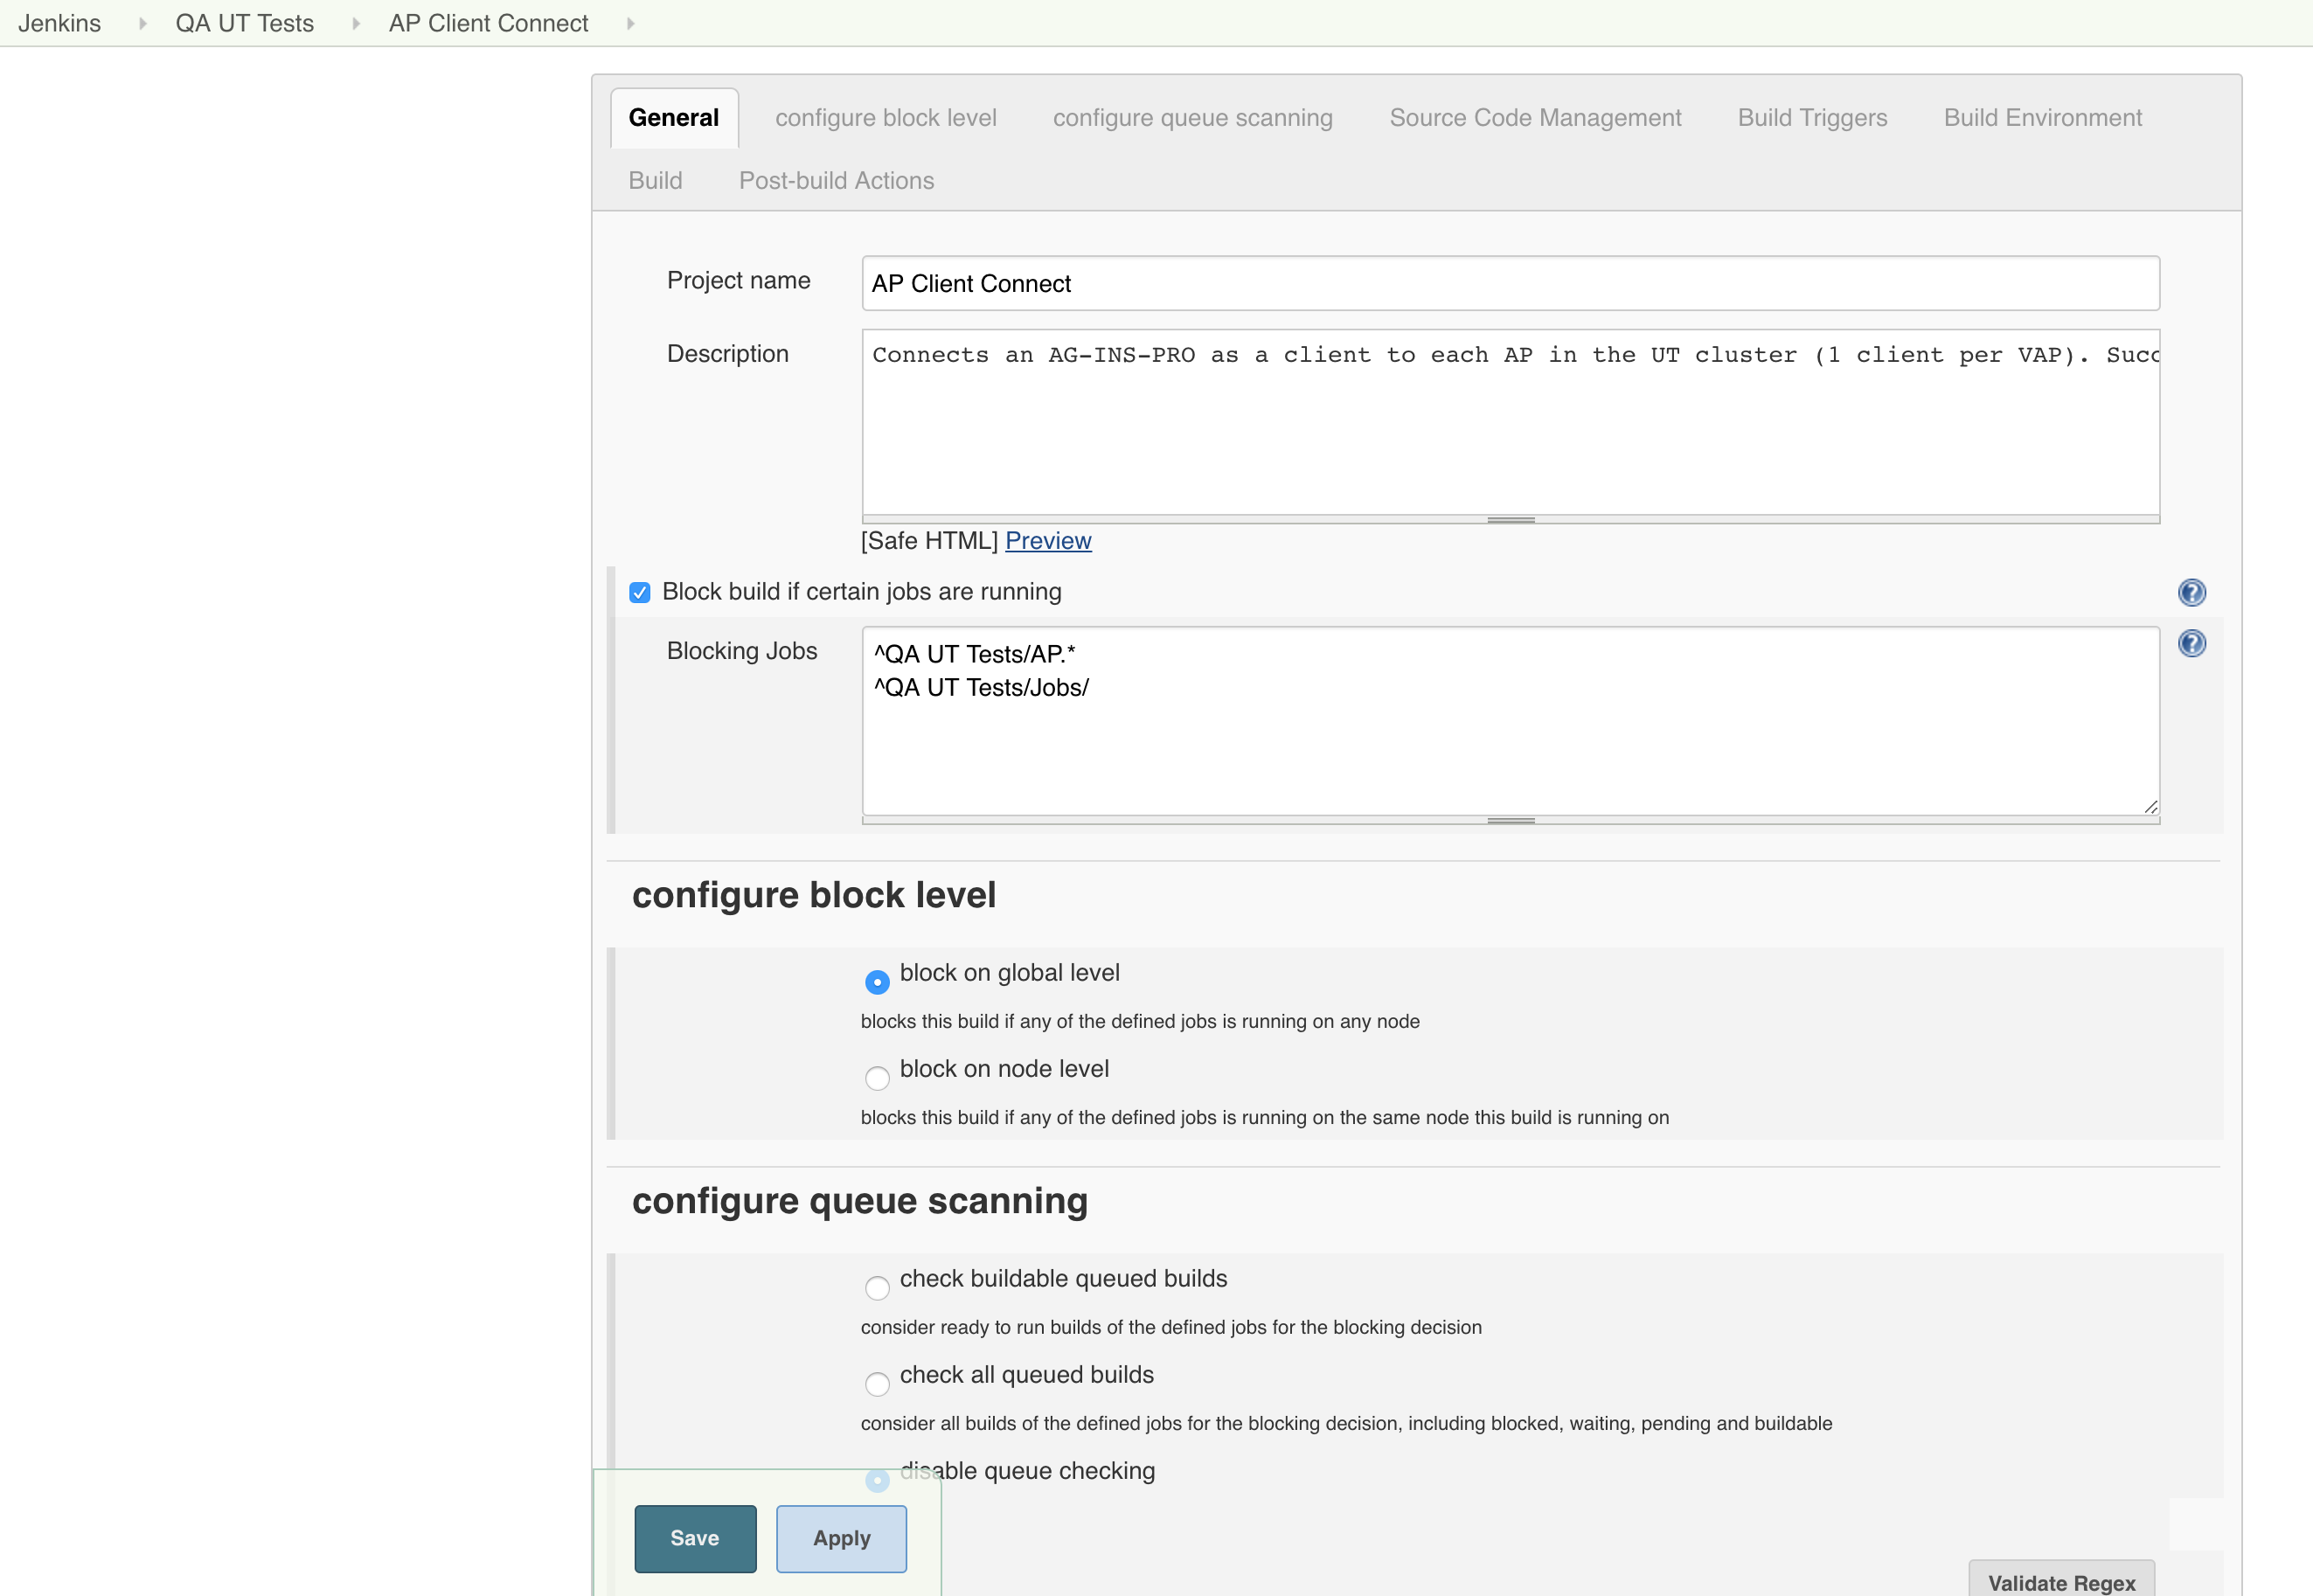 Jenkins QA UT Tests AP Client Connect
General configure block level configure queue scanning Source Code Management Build Triggers Build Environment
Build Post-build Actions
Project name AP Client Connect
Description Connects an AG-INS-PRO as a client to each AP in the UT cluster (1 client per VAP). Succ
[Safe HTML] Preview
Block build if certain jobs are running
Blocking Jobs ^QA UT Tests/AP.*
^QA UT Tests/Jobs/
configure block level
block on global level
blocks this build if any of the defined jobs is running on any node
block on node level
blocks this build if any of the defined jobs is running on the same node this build is running on
configure queue scanning
check buildable queued builds
consider ready to run builds of the defined jobs for the blocking decision
check all queued builds
consider all builds of the defined jobs for the blocking decision, including blocked, waiting, pending and buildable
disable queue checking
Save Apply
Validate Regex